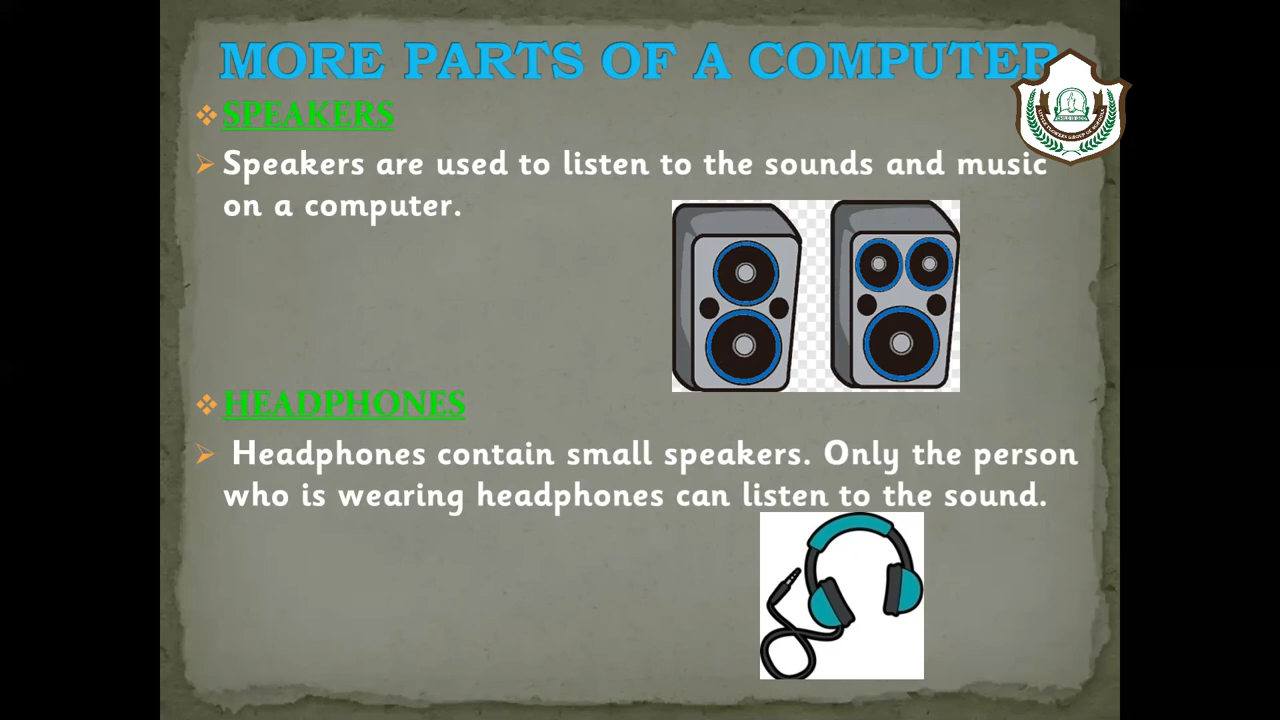 MORE PARTS OF A COMPUTER
SPEAKERS
Speakers are used to listen to the sounds and music
on a computer.
HEADPHONES
Headphones contain small speakers. Only the person
who is wearing headphones can listen to the sound.